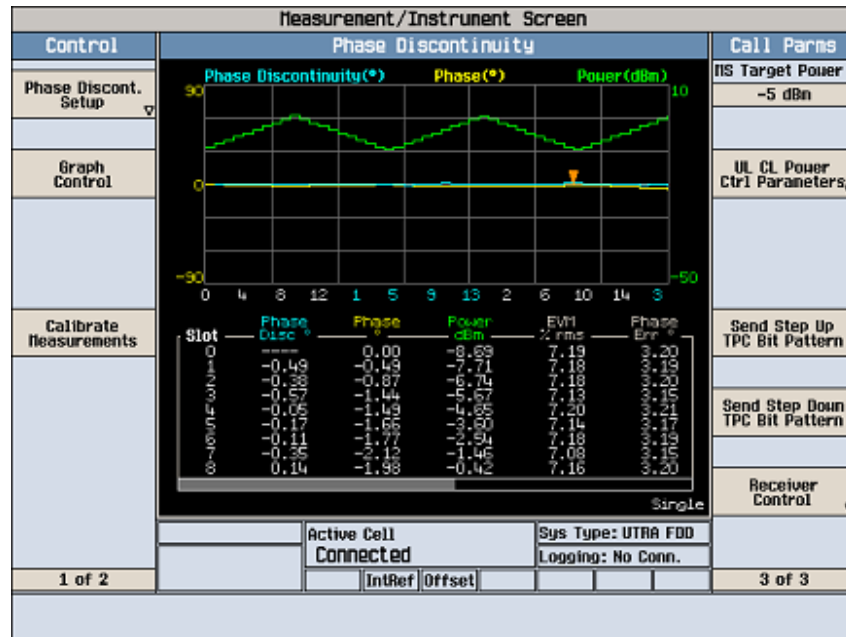 Measurement/Instrument Screen
Control
Phase Discontinuity
Call Parms
Phase Discont.
Setup
Graph
Control
Calibrate
Measurements
1 of 2
Phase Discontinuity(°) Phase(°) Power(dBm)
90 10
0
-90 -50
0 4 8 12 1 5 9 13 2 6 10 14 3
Slot Phase Disc ° Phase ° Power dBm EVM % rms Phase Err °
0 ---- 0.00 -8.69 7.19 3.20
1 -0.49 -0.49 -7.71 7.18 3.19
2 -0.38 -0.87 -6.74 7.18 3.20
3 -0.57 -1.44 -5.67 7.13 3.15
4 -0.05 -1.49 -4.65 7.20 3.21
5 -0.17 -1.66 -3.60 7.14 3.17
6 -0.11 -1.77 -2.54 7.18 3.19
7 -0.35 -2.12 -1.46 7.08 3.15
8 0.14 -1.98 -0.42 7.16 3.20
Single
Active Cell
Connected
Sys Type: UTRA FDD
Logging: No Conn.
IntRef Offset
MS Target Power
-5 dBm
UL CL Power
Ctrl Parameters
Send Step Up
TPC Bit Pattern
Send Step Down
TPC Bit Pattern
Receiver
Control
3 of 3